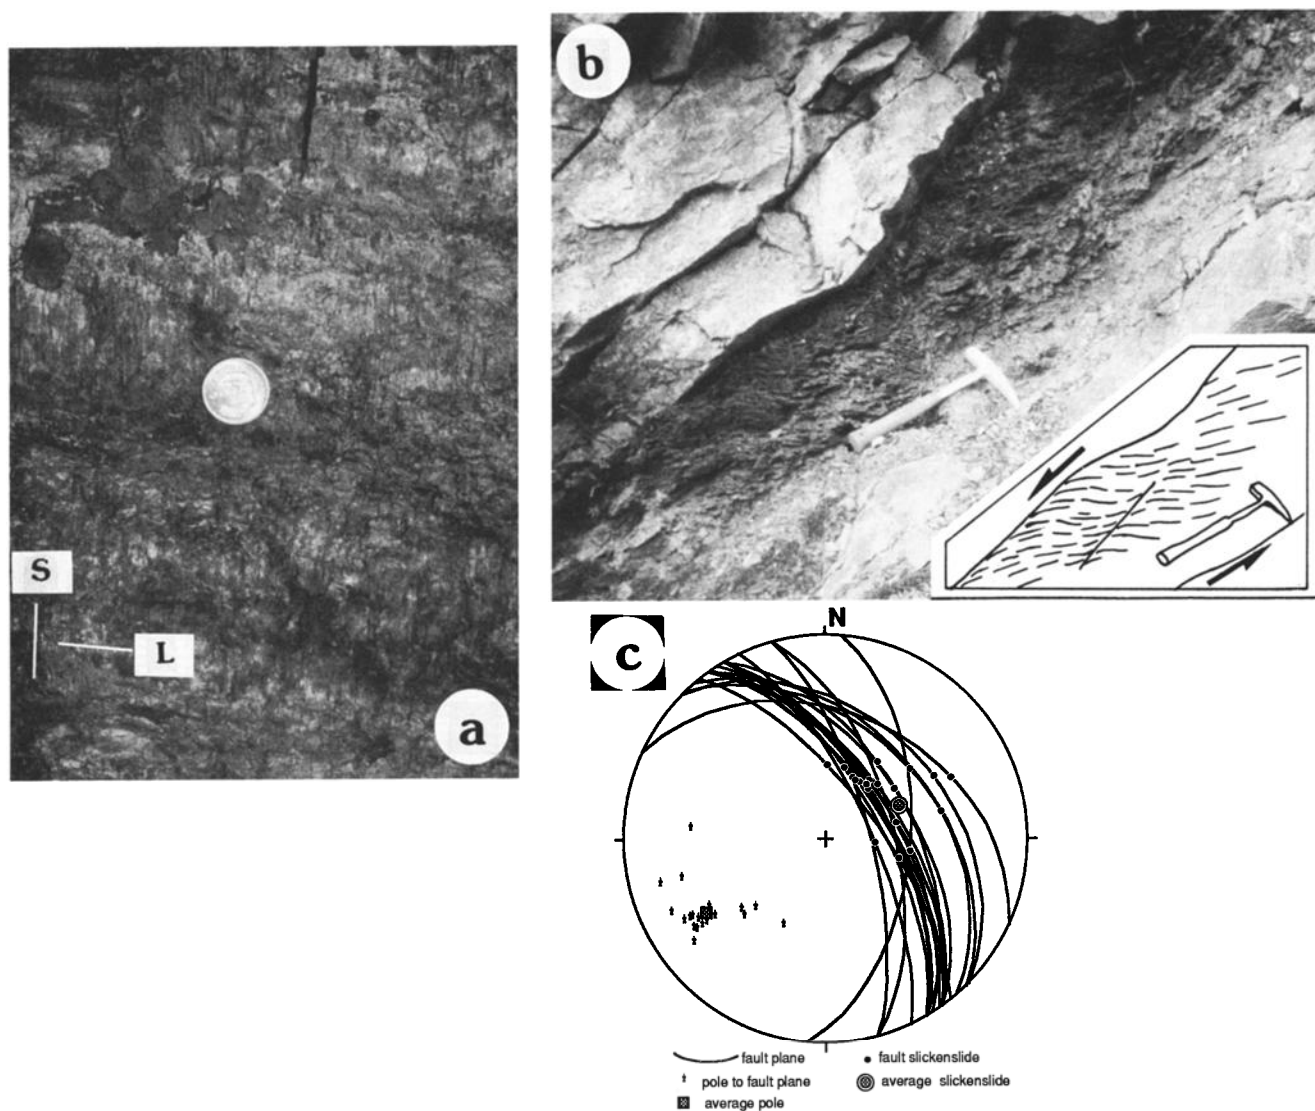 a
S
L
b
c
N
fault plane
pole to fault plane
average pole
fault slickenslide
average slickenslide